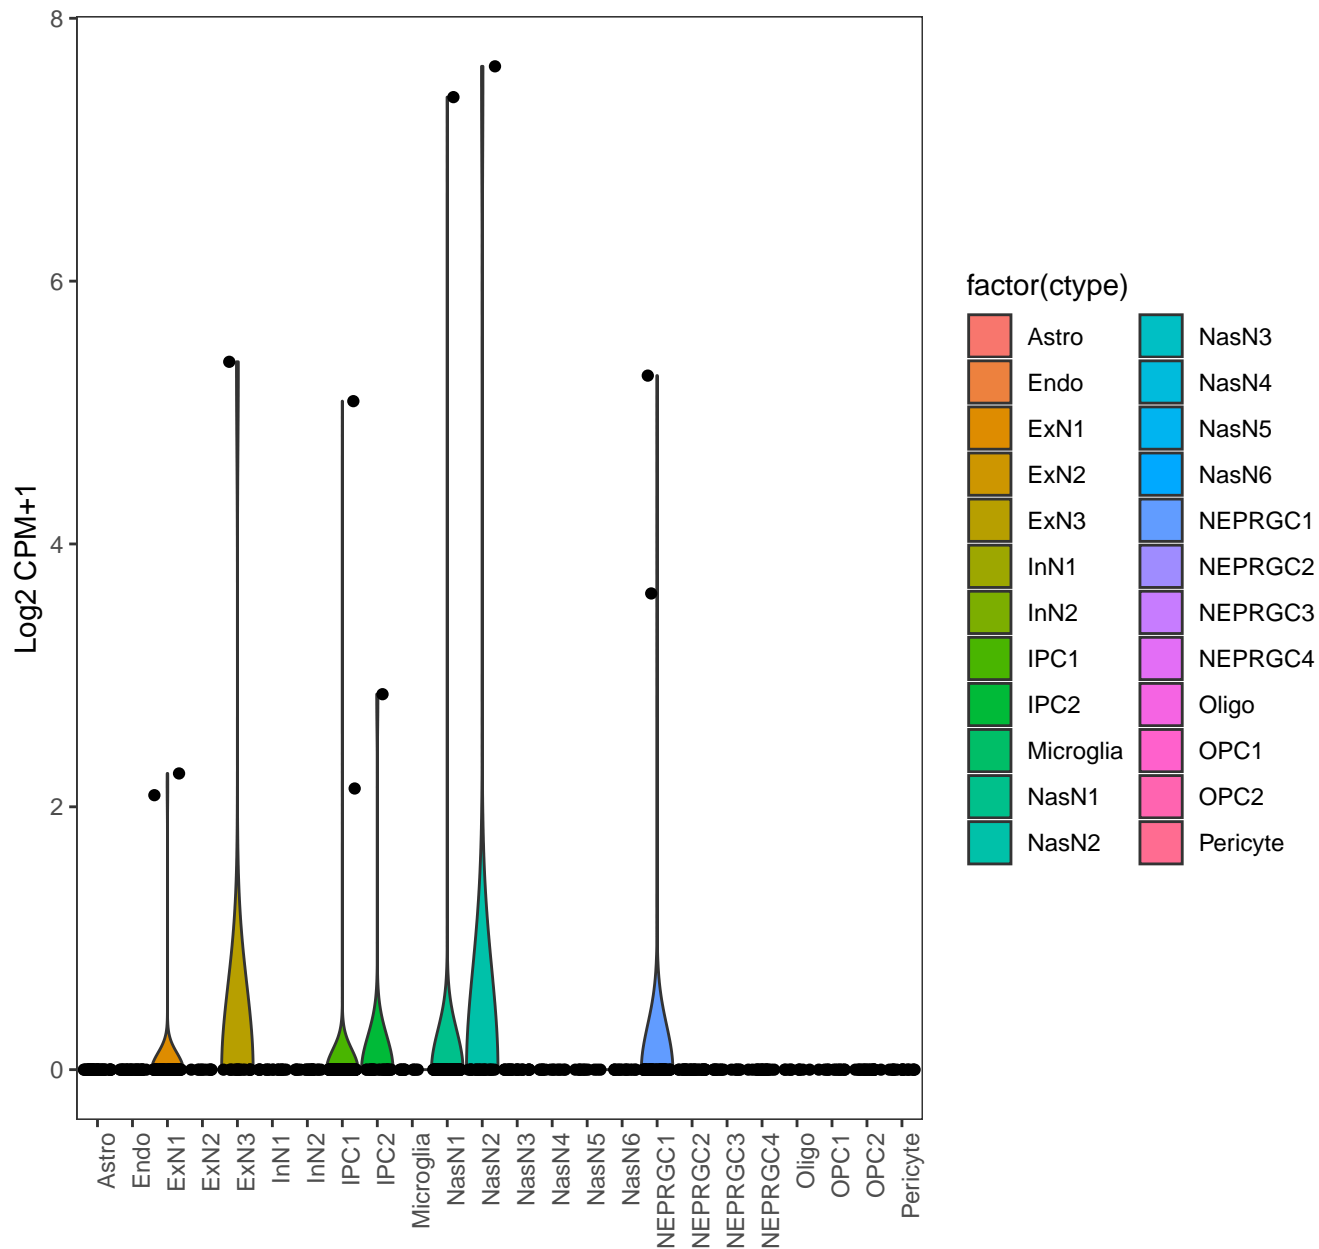 8
6
4
2
0
Log2 CPM+1
Astro
Endo
ExN1
ExN2
ExN3
InN1
InN2
IPC1
IPC2
Microglia
NasN1
NasN2
NasN3
NasN4
NasN5
NasN6
NEPRGC1
NEPRGC2
NEPRGC3
NEPRGC4
Oligo
OPC1
OPC2
Pericyte
factor(ctype)
Astro
Endo
ExN1
ExN2
ExN3
InN1
InN2
IPC1
IPC2
Microglia
NasN1
NasN2
NasN3
NasN4
NasN5
NasN6
NEPRGC1
NEPRGC2
NEPRGC3
NEPRGC4
Oligo
OPC1
OPC2
Pericyte